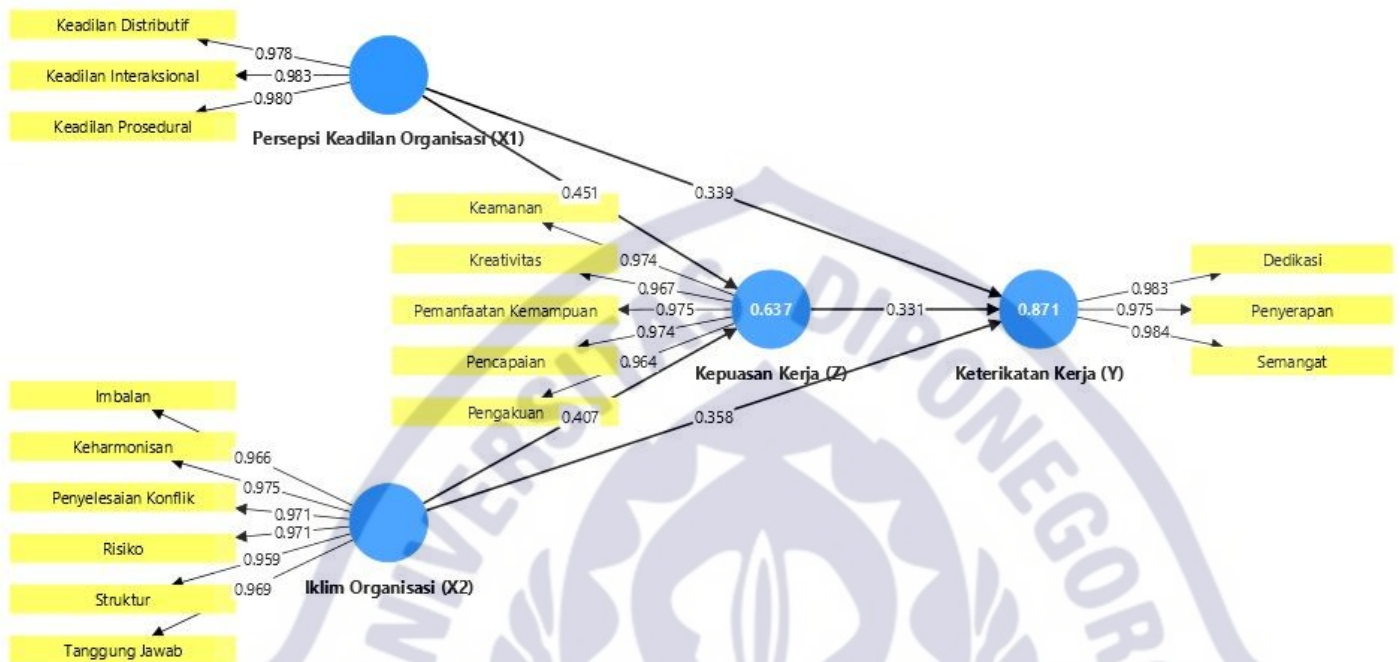 Keadilan Distributif
0.978
Keadilan Interaksional
0.983
0.980
Keadilan Prosedural
Persepsi Keadilan Organisasi (X1)
0.451
0.339
Keamanan
0.974
Kreativitas
0.967
Pemanfaatan Kemampuan
0.975
0.974
Pencapaian
0.964
Pengakuan
0.637
Kepuasan Kerja (Z)
0.331
0.871
Keterikatan Kerja (Y)
0.983
Dedikasi
0.975
Penyerapan
0.984
Semangat
0.407
0.358
Imbalan
0.966
Keharmonisan
0.975
Penyelesaian Konflik
0.971
0.971
Risiko
0.959
Struktur
0.969
Tanggung Jawab
Iklim Organisasi (X2)
UNIVERSITAS DIPONEGORO